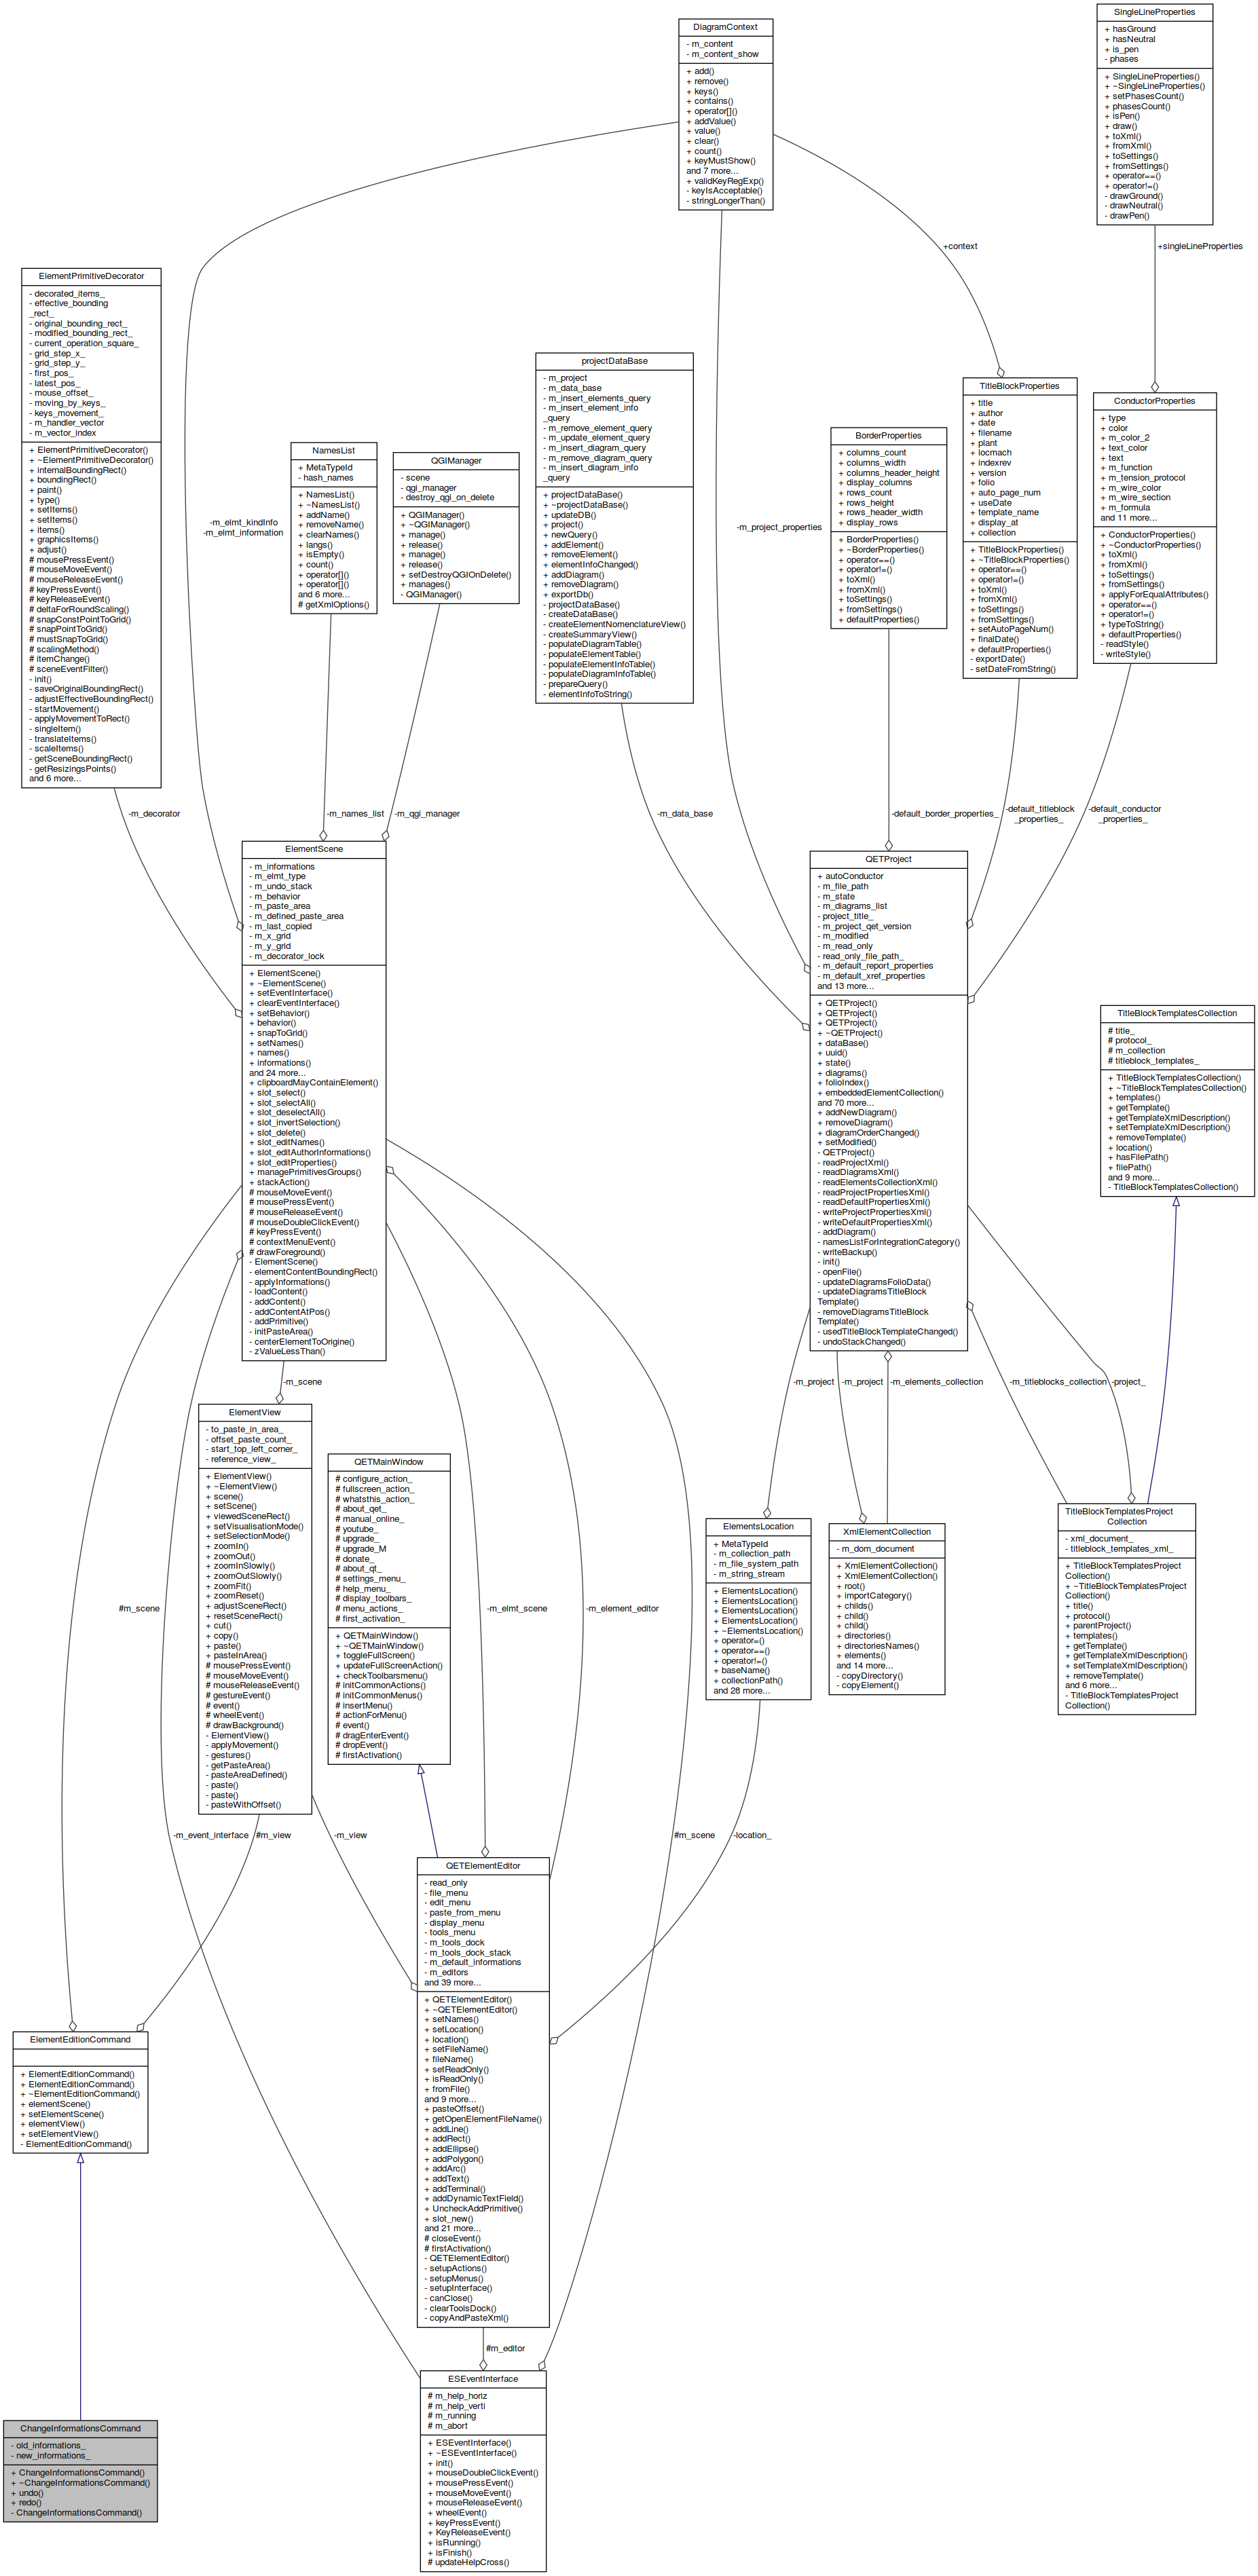 DiagramContext
- m_content
- m_content_show
+ add()
+ remove()
+ keys()
+ contains()
+ operator[]()
+ addValue()
+ value()
+ clear()
+ count()
+ keyMustShow()
and 7 more...
+ validKeyRegExp()
- keyIsAcceptable()
- stringLongerThan()
SingleLineProperties
+ hasGround
+ hasNeutral
+ is_pen
- phases
+ SingleLineProperties()
+ ~SingleLineProperties()
+ setPhasesCount()
+ phasesCount()
+ isPen()
+ draw()
+ toXml()
+ fromXml()
+ toSettings()
+ fromSettings()
+ operator==()
+ operator!=()
- drawGround()
- drawNeutral()
- drawPen()
+context
+singleLineProperties
ElementPrimitiveDecorator
- decorated_items_
- effective_bounding
_rect_
- original_bounding_rect_
- modified_bounding_rect_
- current_operation_square_
- grid_step_x_
- grid_step_y_
- first_pos_
- latest_pos_
- mouse_offset_
- moving_by_keys_
- keys_movement_
- m_handler_vector
- m_vector_index
+ ElementPrimitiveDecorator()
+ ~ElementPrimitiveDecorator()
+ internalBoundingRect()
+ boundingRect()
+ paint()
+ type()
+ setItems()
+ setItems()
+ items()
+ graphicsItems()
+ adjust()
# mousePressEvent()
# mouseMoveEvent()
# mouseReleaseEvent()
# keyPressEvent()
# keyReleaseEvent()
# deltaForRoundScaling()
# snapConstPointToGrid()
# snapPointToGrid()
# mustSnapToGrid()
# scalingMethod()
# itemChange()
# sceneEventFilter()
- init()
- saveOriginalBoundingRect()
- adjustEffectiveBoundingRect()
- startMovement()
- applyMovementToRect()
- singleItem()
- translateItems()
- scaleItems()
- getSceneBoundingRect()
- getResizingsPoints()
and 6 more...
NamesList
+ MetaTypeId
- hash_names
+ NamesList()
+ ~NamesList()
+ addName()
+ removeName()
+ clearNames()
+ langs()
+ isEmpty()
+ count()
+ operator[]()
+ operator[]()
and 6 more...
# getXmlOptions()
QGIManager
- scene
- qgi_manager
- destroy_qgi_on_delete
+ QGIManager()
+ ~QGIManager()
+ manage()
+ release()
+ manage()
+ release()
+ setDestroyQGIOnDelete()
+ manages()
- QGIManager()
projectDataBase
- m_project
- m_data_base
- m_insert_elements_query
- m_insert_element_info
_query
- m_remove_element_query
- m_update_element_query
- m_insert_diagram_query
- m_remove_diagram_query
- m_insert_diagram_info
_query
+ projectDataBase()
+ ~projectDataBase()
+ updateDB()
+ project()
+ newQuery()
+ addElement()
+ removeElement()
+ elementInfoChanged()
+ addDiagram()
+ removeDiagram()
+ exportDb()
- projectDataBase()
- createDataBase()
- createElementNomenclatureView()
- createSummaryView()
- populateDiagramTable()
- populateElementTable()
- populateElementInfoTable()
- populateDiagramInfoTable()
- prepareQuery()
- elementInfoToString()
BorderProperties
+ columns_count
+ columns_width
+ columns_header_height
+ display_columns
+ rows_count
+ rows_height
+ rows_header_width
+ display_rows
+ BorderProperties()
+ ~BorderProperties()
+ operator==()
+ operator!=()
+ toXml()
+ fromXml()
+ toSettings()
+ fromSettings()
+ defaultProperties()
TitleBlockProperties
+ title
+ author
+ date
+ filename
+ plant
+ locmach
+ indexrev
+ version
+ folio
+ auto_page_num
+ useDate
+ template_name
+ display_at
+ collection
+ TitleBlockProperties()
+ ~TitleBlockProperties()
+ operator==()
+ operator!=()
+ toXml()
+ fromXml()
+ toSettings()
+ fromSettings()
+ setAutoPageNum()
+ finalDate()
+ defaultProperties()
- exportDate()
- setDateFromString()
ConductorProperties
+ type
+ color
+ m_color_2
+ text_color
+ text
+ m_function
+ m_tension_protocol
+ m_wire_color
+ m_wire_section
+ m_formula
and 11 more...
+ ConductorProperties()
+ ~ConductorProperties()
+ toXml()
+ fromXml()
+ toSettings()
+ fromSettings()
+ applyForEqualAttributes()
+ operator==()
+ operator!=()
+ typeToString()
+ defaultProperties()
- readStyle()
- writeStyle()
-m_elmt_kindInfo
-m_elmt_information
-m_project_properties
-m_decorator
-m_names_list
-m_qgi_manager
-m_data_base
-default_border_properties_
-default_titleblock
_properties_
-default_conductor
_properties_
ElementScene
- m_informations
- m_elmt_type
- m_undo_stack
- m_behavior
- m_paste_area
- m_defined_paste_area
- m_last_copied
- m_x_grid
- m_y_grid
- m_decorator_lock
+ ElementScene()
+ ~ElementScene()
+ setEventInterface()
+ clearEventInterface()
+ setBehavior()
+ behavior()
+ snapToGrid()
+ setNames()
+ names()
+ informations()
and 24 more...
+ clipboardMayContainElement()
+ slot_select()
+ slot_selectAll()
+ slot_deselectAll()
+ slot_invertSelection()
+ slot_delete()
+ slot_editNames()
+ slot_editAuthorInformations()
+ slot_editProperties()
+ managePrimitivesGroups()
+ stackAction()
# mouseMoveEvent()
# mousePressEvent()
# mouseReleaseEvent()
# mouseDoubleClickEvent()
# keyPressEvent()
# contextMenuEvent()
# drawForeground()
- ElementScene()
- elementContentBoundingRect()
- applyInformations()
- loadContent()
- addContent()
- addContentAtPos()
- addPrimitive()
- initPasteArea()
- centerElementToOrigine()
- zValueLessThan()
QETProject
+ autoConductor
- m_file_path
- m_state
- m_diagrams_list
- project_title_
- m_project_qet_version
- m_modified
- m_read_only
- read_only_file_path_
- m_default_report_properties
- m_default_xref_properties
and 13 more...
+ QETProject()
+ QETProject()
+ QETProject()
+ ~QETProject()
+ dataBase()
+ uuid()
+ state()
+ diagrams()
+ folioIndex()
+ embeddedElementCollection()
and 70 more...
+ addNewDiagram()
+ removeDiagram()
+ diagramOrderChanged()
+ setModified()
- QETProject()
- readProjectXml()
- readDiagramsXml()
- readElementsCollectionXml()
- readProjectPropertiesXml()
- readDefaultPropertiesXml()
- writeProjectPropertiesXml()
- writeDefaultPropertiesXml()
- addDiagram()
- namesListForIntegrationCategory()
- writeBackup()
- init()
- openFile()
- updateDiagramsFolioData()
- updateDiagramsTitleBlock
Template()
- removeDiagramsTitleBlock
Template()
- usedTitleBlockTemplateChanged()
- undoStackChanged()
TitleBlockTemplatesCollection
# title_
# protocol_
# m_collection
# titleblock_templates_
+ TitleBlockTemplatesCollection()
+ ~TitleBlockTemplatesCollection()
+ templates()
+ getTemplate()
+ getTemplateXmlDescription()
+ setTemplateXmlDescription()
+ removeTemplate()
+ location()
+ hasFilePath()
+ filePath()
and 9 more...
- TitleBlockTemplatesCollection()
-m_scene
-m_project
-m_project
-m_elements_collection
-m_titleblocks_collection
-project_
ElementView
- to_paste_in_area_
- offset_paste_count_
- start_top_left_corner_
- reference_view_
+ ElementView()
+ ~ElementView()
+ scene()
+ setScene()
+ viewedSceneRect()
+ setVisualisationMode()
+ setSelectionMode()
+ zoomIn()
+ zoomOut()
+ zoomInSlowly()
+ zoomOutSlowly()
+ zoomFit()
+ zoomReset()
+ adjustSceneRect()
+ resetSceneRect()
+ cut()
+ copy()
+ paste()
+ pasteInArea()
# mousePressEvent()
# mouseMoveEvent()
# mouseReleaseEvent()
# gestureEvent()
# event()
# wheelEvent()
# drawBackground()
- ElementView()
- applyMovement()
- gestures()
- getPasteArea()
- pasteAreaDefined()
- paste()
- paste()
- pasteWithOffset()
QETMainWindow
# configure_action_
# fullscreen_action_
# whatsthis_action_
# about_qet_
# manual_online_
# youtube_
# upgrade_
# upgrade_M
# donate_
# about_qt_
# settings_menu_
# help_menu_
# display_toolbars_
# menu_actions_
# first_activation_
+ QETMainWindow()
+ ~QETMainWindow()
+ toggleFullScreen()
+ updateFullScreenAction()
+ checkToolbarsmenu()
# initCommonActions()
# initCommonMenus()
# insertMenu()
# actionForMenu()
# event()
# dragEnterEvent()
# dropEvent()
# firstActivation()
ElementsLocation
+ MetaTypeId
- m_collection_path
- m_file_system_path
- m_string_stream
+ ElementsLocation()
+ ElementsLocation()
+ ElementsLocation()
+ ElementsLocation()
+ ~ElementsLocation()
+ operator=()
+ operator==()
+ operator!=()
+ baseName()
+ collectionPath()
and 28 more...
XmlElementCollection
- m_dom_document
+ XmlElementCollection()
+ XmlElementCollection()
+ root()
+ importCategory()
+ childs()
+ child()
+ child()
+ directories()
+ directoriesNames()
+ elements()
and 14 more...
- copyDirectory()
- copyElement()
TitleBlockTemplatesProject
Collection
- xml_document_
- titleblock_templates_xml_
+ TitleBlockTemplatesProject
Collection()
+ ~TitleBlockTemplatesProject
Collection()
+ title()
+ protocol()
+ parentProject()
+ templates()
+ getTemplate()
+ getTemplateXmlDescription()
+ setTemplateXmlDescription()
+ removeTemplate()
and 6 more...
- TitleBlockTemplatesProject
Collection()
#m_scene
-m_elmt_scene
-m_element_editor
-m_event_interface
#m_view
-m_view
#m_scene
-location_
QETElementEditor
- read_only
- file_menu
- edit_menu
- paste_from_menu
- display_menu
- tools_menu
- m_tools_dock
- m_tools_dock_stack
- m_default_informations
- m_editors
and 39 more...
+ QETElementEditor()
+ ~QETElementEditor()
+ setNames()
+ setLocation()
+ location()
+ setFileName()
+ fileName()
+ setReadOnly()
+ isReadOnly()
+ fromFile()
and 9 more...
+ pasteOffset()
+ getOpenElementFileName()
+ addLine()
+ addRect()
+ addEllipse()
+ addPolygon()
+ addArc()
+ addText()
+ addTerminal()
+ addDynamicTextField()
+ UncheckAddPrimitive()
+ slot_new()
and 21 more...
# closeEvent()
# firstActivation()
- QETElementEditor()
- setupActions()
- setupMenus()
- setupInterface()
- canClose()
- clearToolsDock()
- copyAndPasteXml()
ElementEditionCommand
+ ElementEditionCommand()
+ ElementEditionCommand()
+ ~ElementEditionCommand()
+ elementScene()
+ setElementScene()
+ elementView()
+ setElementView()
- ElementEditionCommand()
#m_editor
ESEventInterface
# m_help_horiz
# m_help_verti
# m_running
# m_abort
+ ESEventInterface()
+ ~ESEventInterface()
+ init()
+ mouseDoubleClickEvent()
+ mousePressEvent()
+ mouseMoveEvent()
+ mouseReleaseEvent()
+ wheelEvent()
+ keyPressEvent()
+ KeyReleaseEvent()
+ isRunning()
+ isFinish()
# updateHelpCross()
ChangeInformationsCommand
- old_informations_
- new_informations_
+ ChangeInformationsCommand()
+ ~ChangeInformationsCommand()
+ undo()
+ redo()
- ChangeInformationsCommand()